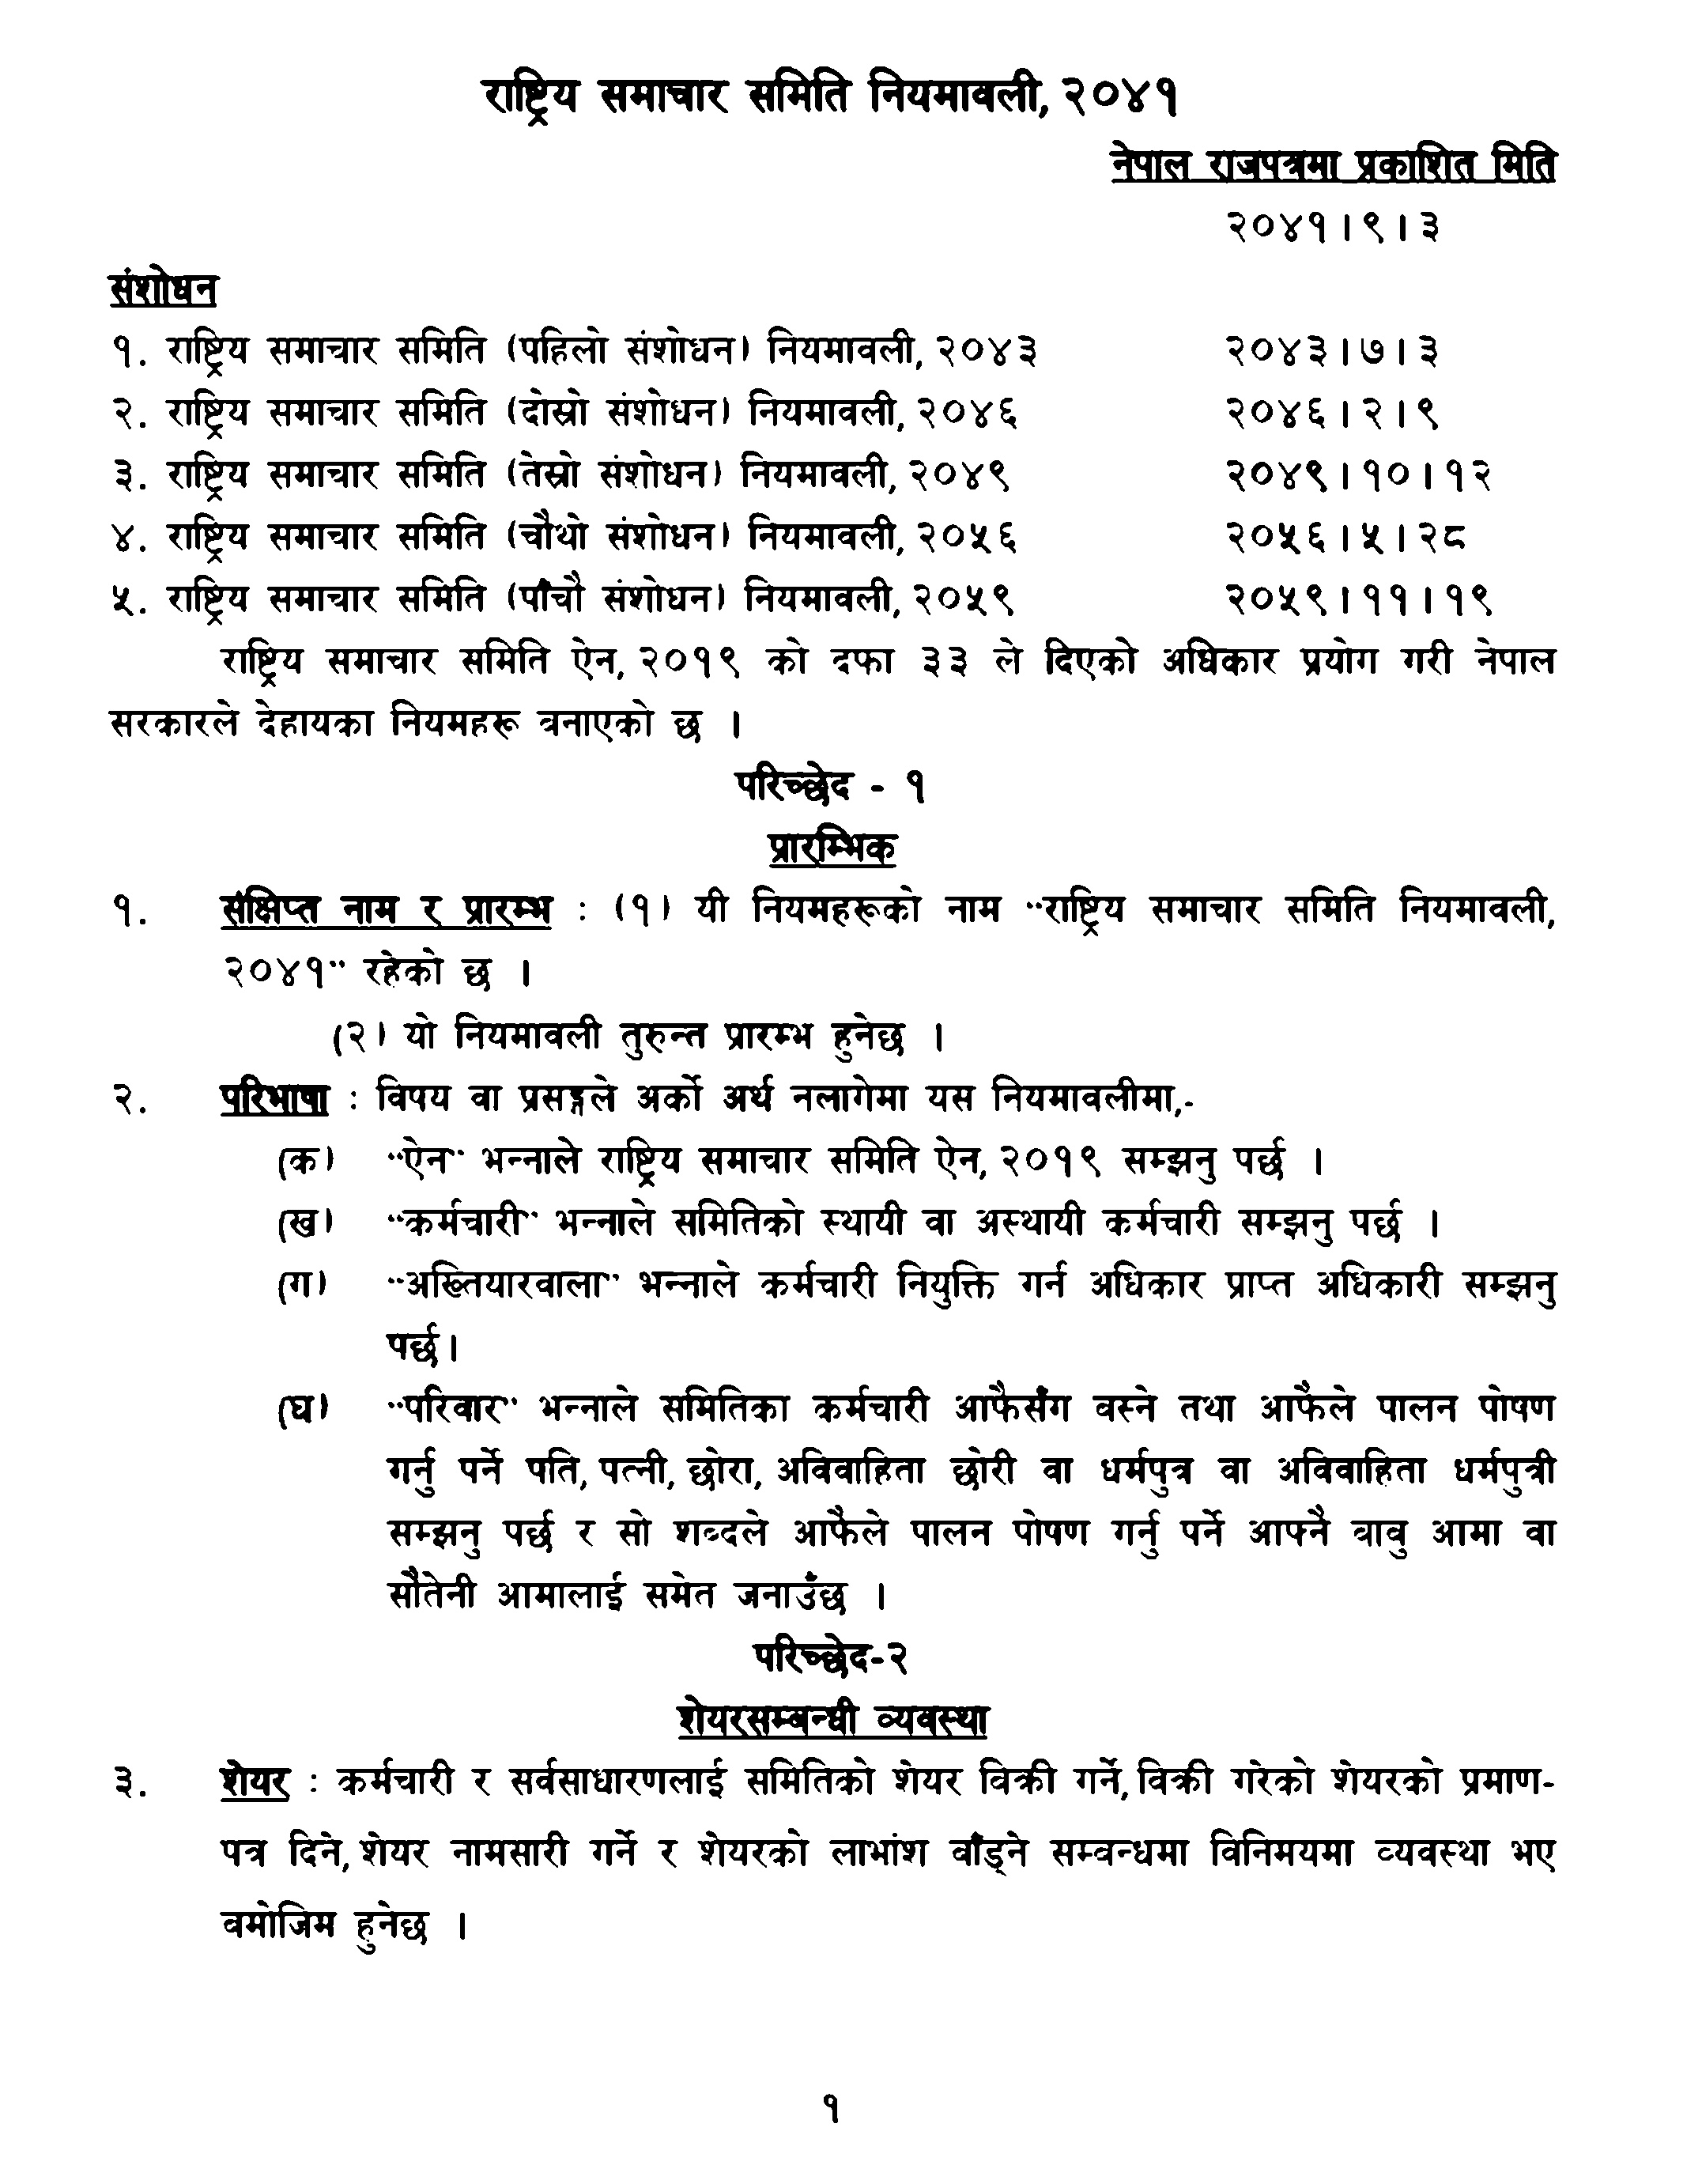 राष्ट्रिय समाचार समिति नियमावली, २०४१
नेपाल राजपत्रमा प्रकाशित मिति
२०४१।९।३
संशोधन
१. राष्ट्रिय समाचार समिति (पहिलो संशोधन) नियमावली, २०४३ २०४३।७।३
२. राष्ट्रिय समाचार समिति (दोस्रो संशोधन) नियमावली, २०४६ २०४६।२।९
३. राष्ट्रिय समाचार समिति (तेस्रो संशोधन) नियमावली, २०४९ २०४९।१०।१२
४. राष्ट्रिय समाचार समिति (चौथो संशोधन) नियमावली, २०५६ २०५६।५।२८
५. राष्ट्रिय समाचार समिति (पाँचौ संशोधन) नियमावली, २०५९ २०५९।११।१९
राष्ट्रिय समाचार समिति ऐन, २०१९ को दफा ३३ ले दिएको अधिकार प्रयोग गरी नेपाल
सरकारले देहायका नियमहरू बनाएको छ ।
परिच्छेद - १
प्रारम्भिक
१. संक्षिप्त नाम र प्रारम्भ : (१) यी नियमहरूको नाम "राष्ट्रिय समाचार समिति नियमावली,
२०४१" रहेको छ ।
(२) यो नियमावली तुरुन्त प्रारम्भ हुनेछ ।
२. परिभाषा : विषय वा प्रसङ्गले अर्को अर्थ नलागेमा यस नियमावलीमा,-
(क) "ऐन" भन्नाले राष्ट्रिय समाचार समिति ऐन, २०१९ सम्झनु पर्छ ।
(ख) "कर्मचारी" भन्नाले समितिको स्थायी वा अस्थायी कर्मचारी सम्झनु पर्छ ।
(ग) "अख्तियारवाला" भन्नाले कर्मचारी नियुक्ति गर्न अधिकार प्राप्त अधिकारी सम्झनु
पर्छ।
(घ) "परिवार" भन्नाले समितिका कर्मचारी आफैसँग बस्ने तथा आफैले पालन पोषण
गर्नु पर्ने पति, पत्नी, छोरा, अविवाहिता छोरी वा धर्मपुत्र वा अविवाहिता धर्मपुत्री
सम्झनु पर्छ र सो शब्दले आफैले पालन पोषण गर्नु पर्ने आफ्नै बाबु आमा वा
सौतेनी आमालाई समेत जनाउँछ ।
परिच्छेद-२
शेयरसम्बन्धी व्यवस्था
३. शेयर : कर्मचारी र सर्वसाधारणलाई समितिको शेयर विक्री गर्ने, विक्री गरेको शेयरको प्रमाण-
पत्र दिने, शेयर नामसारी गर्ने र शेयरको लाभांश बाँड्ने सम्बन्धमा विनिमयमा व्यवस्था भए
बमोजिम हुनेछ ।
१